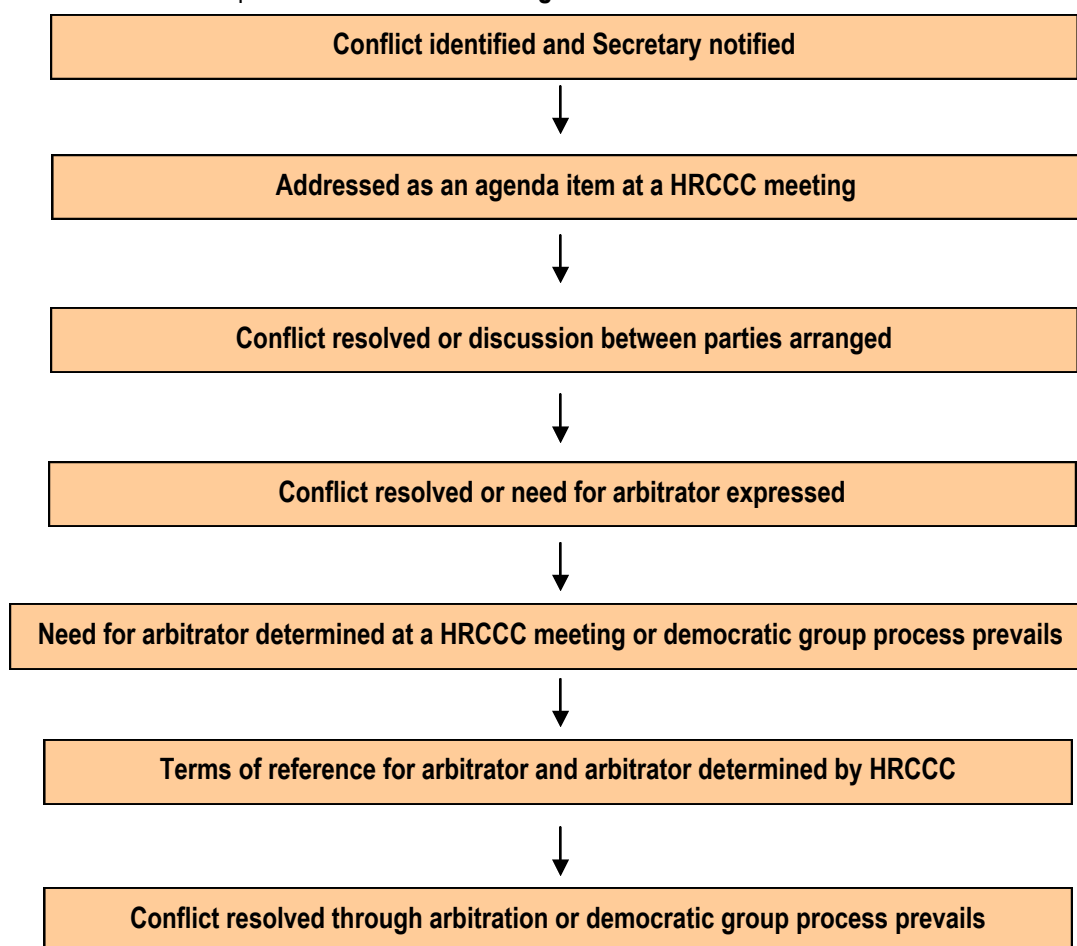 Conflict identified and Secretary notified
Addressed as an agenda item at a HRCCC meeting
Conflict resolved or discussion between parties arranged
Conflict resolved or need for arbitrator expressed
Need for arbitrator determined at a HRCCC meeting or democratic group process prevails
Terms of reference for arbitrator and arbitrator determined by HRCCC
Conflict resolved through arbitration or democratic group process prevails